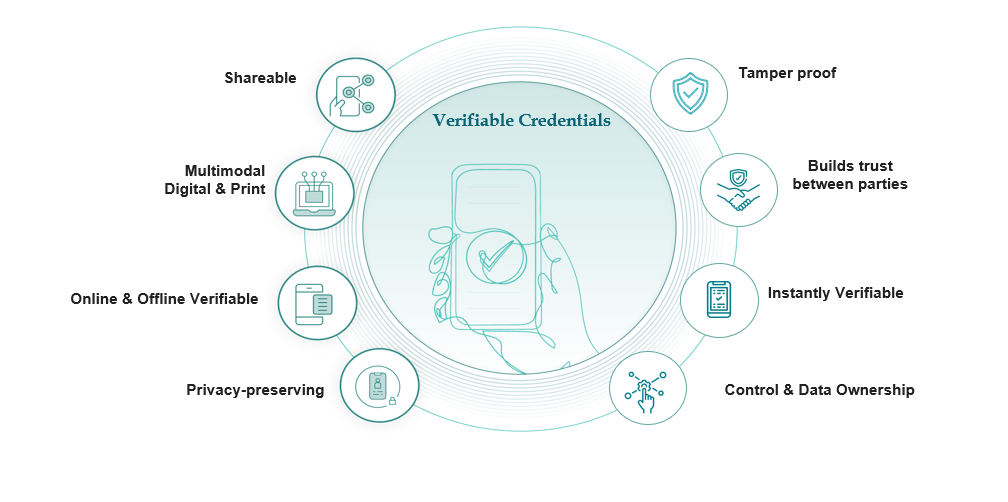 Verifiable Credentials
Shareable
Multimodal
Digital & Print
Online & Offline Verifiable
Privacy-preserving
Tamper proof
Builds trust
between parties
Instantly Verifiable
Control & Data Ownership